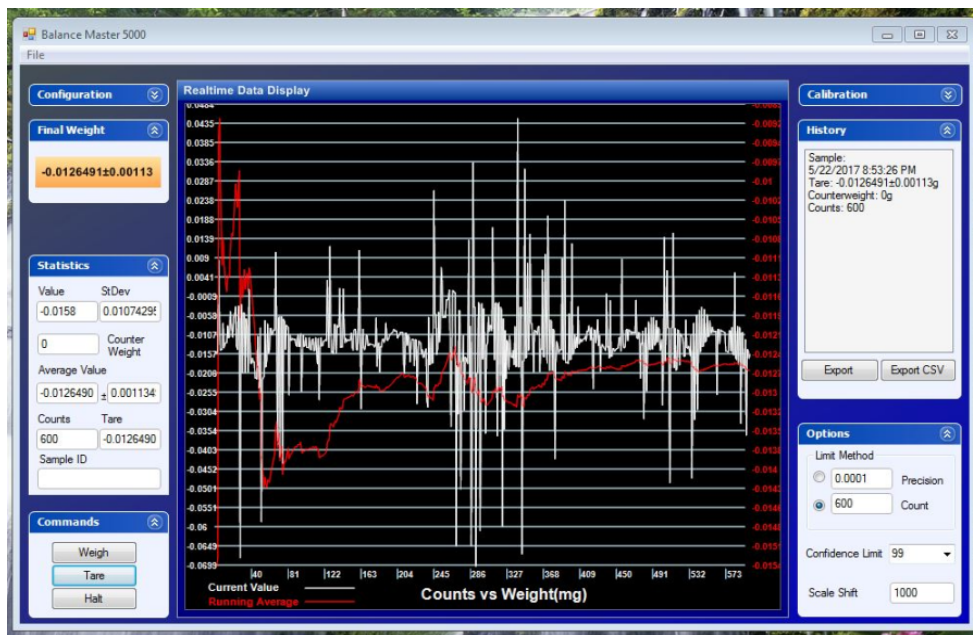 Balance Master 5000
File
Configuration
Final Weight
-0.0126491±0.00113
Statistics
Value StDev
-0.0158 0.0107429
0 Counter Weight
Average Value
-0.0126490 ± 0.001134
Counts Tare
600 -0.0126490
Sample ID
Commands
Weigh
Tare
Halt
Realtime Data Display
0.0484
0.0435
0.0385
0.0336
0.0287
0.0238
0.0188
0.0139
0.009
0.0041
-0.0009
-0.0058
-0.0107
-0.0157
-0.0206
-0.0255
-0.0304
-0.0354
-0.0403
-0.0452
-0.0501
-0.0551
-0.06
-0.0649
-0.0699
|40 |81 |122 |163 |204 |245 |286 |327 |368 |409 |450 |491 |532 |573
Current Value
Running Average
Counts vs Weight(mg)
Calibration
History
Sample:
5/22/2017 8:53:26 PM
Tare: -0.0126491±0.00113g
Counterweight: 0g
Counts: 600
Export Export CSV
Options
Limit Method
0.0001 Precision
600 Count
Confidence Limit 99
Scale Shift 1000